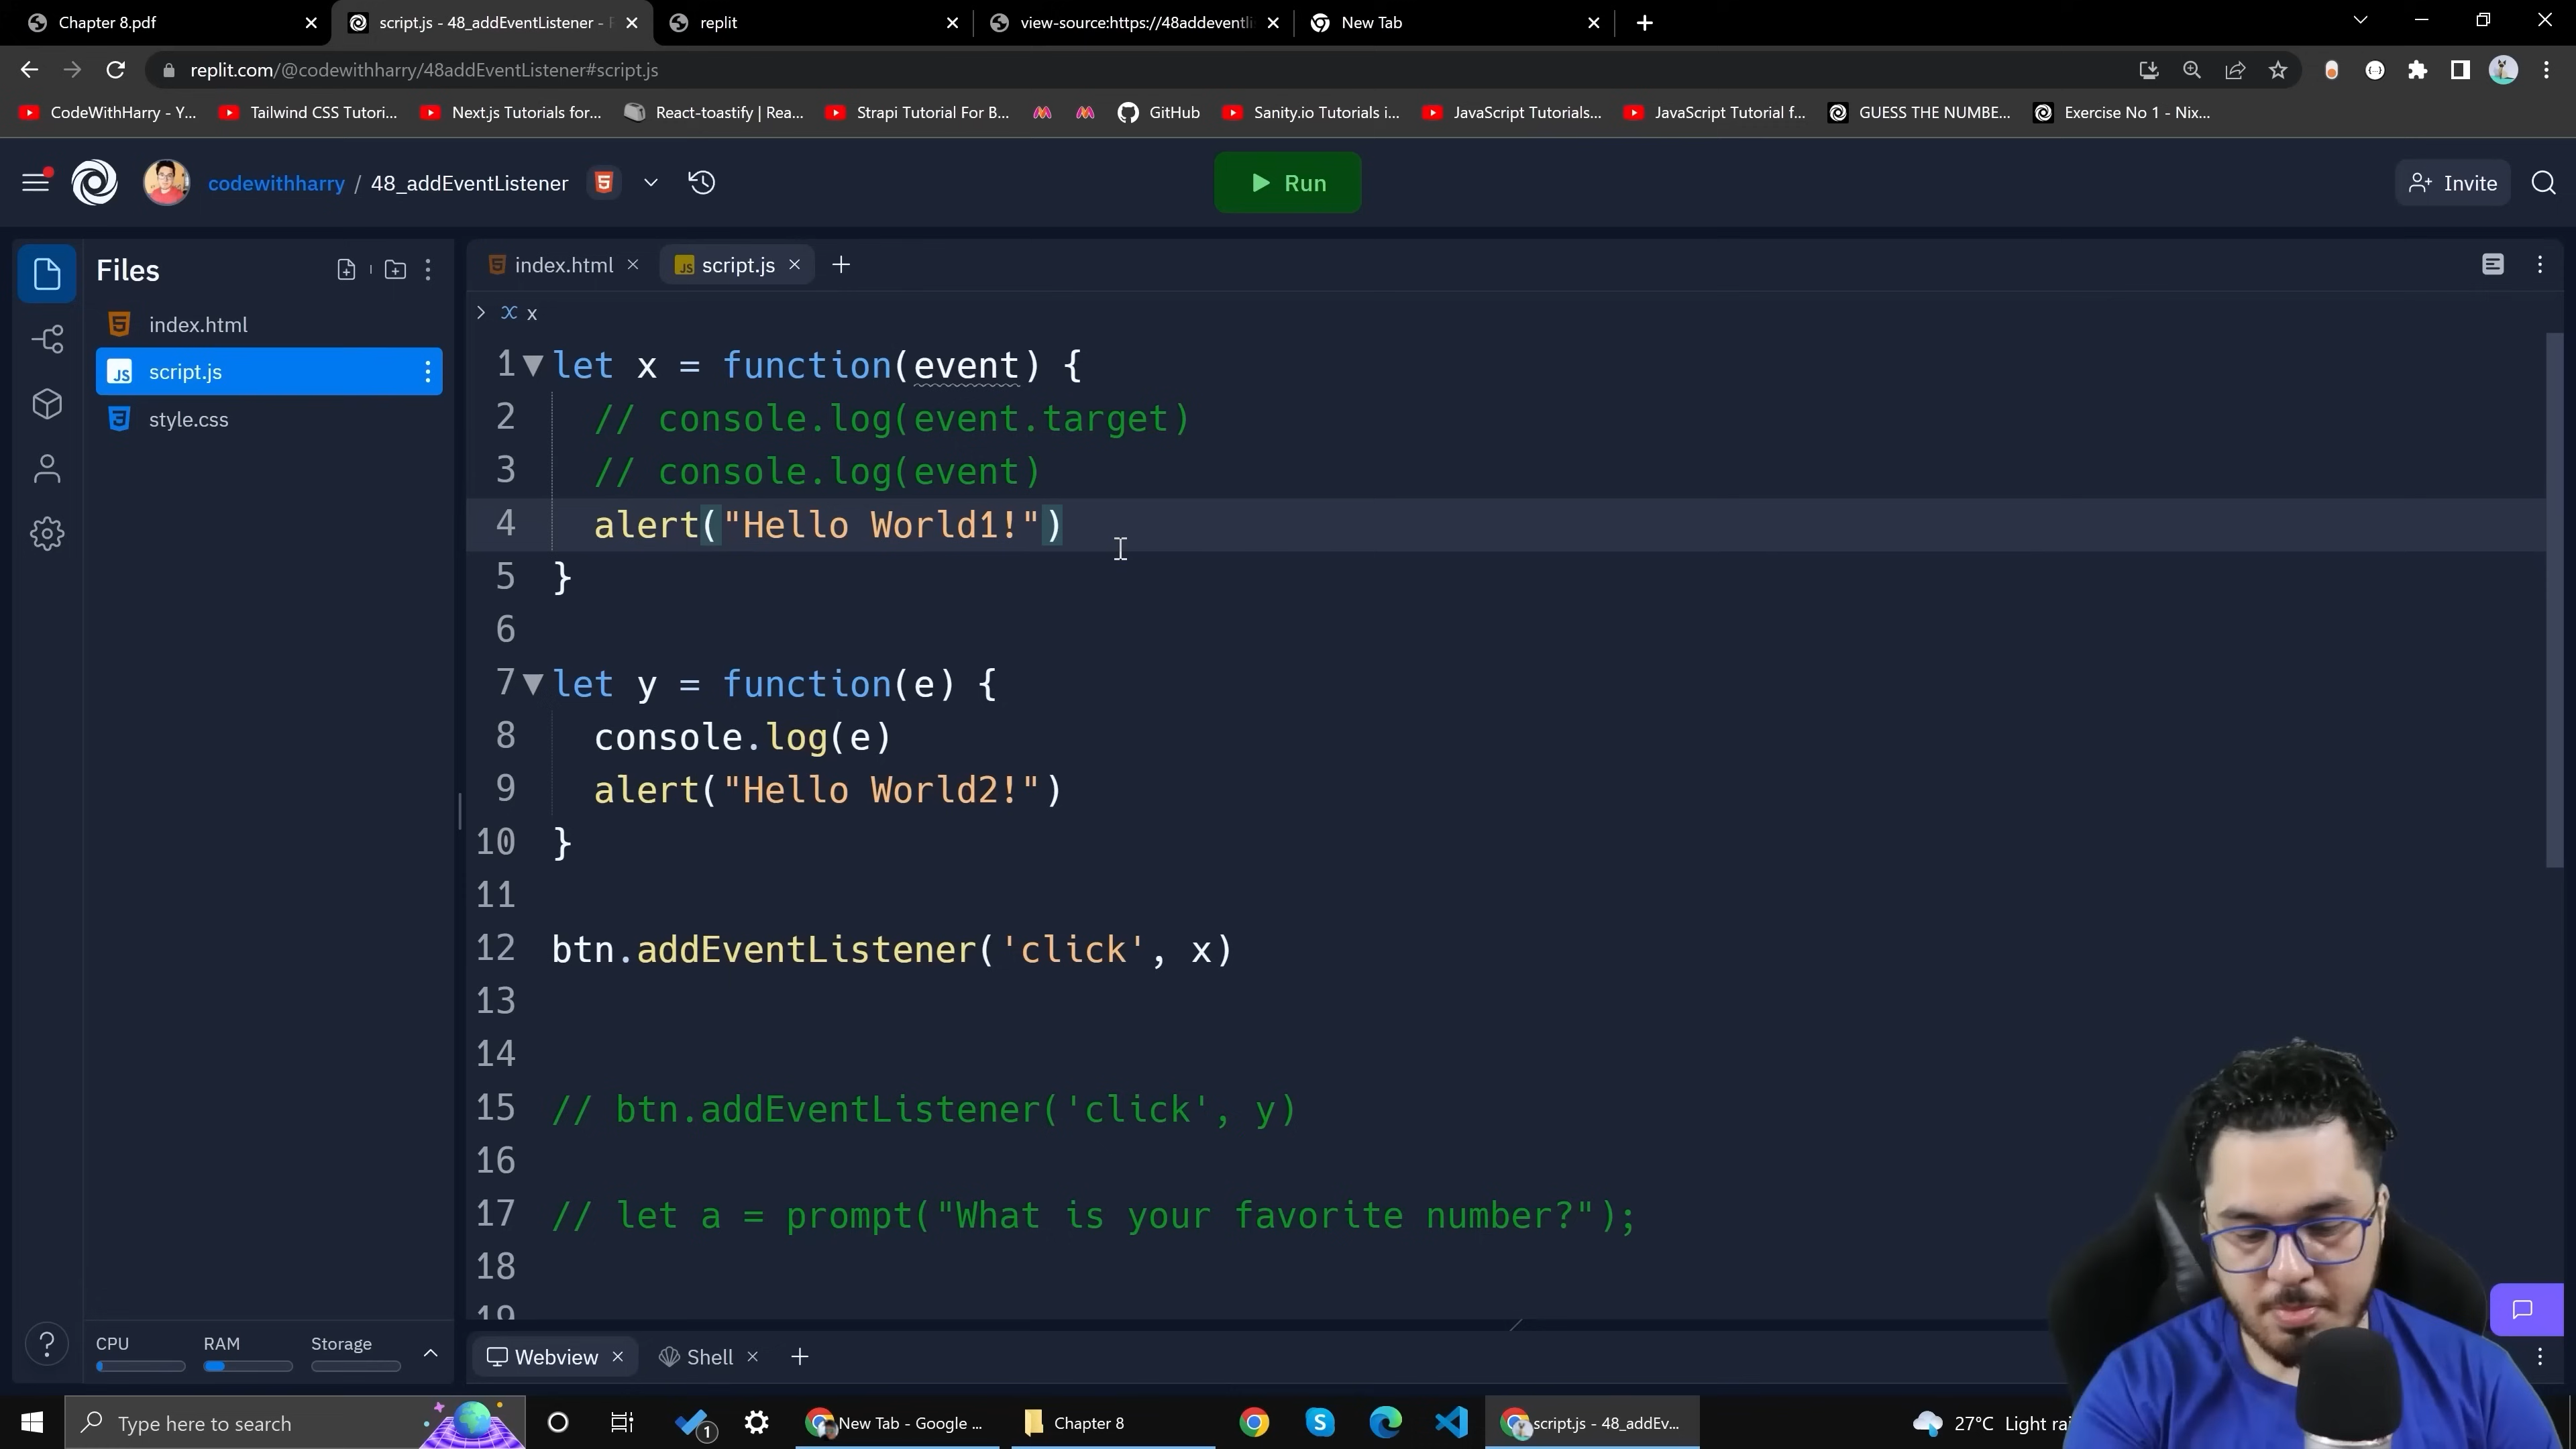 Chapter 8.pdf
script.js - 48_addEventListener -
replit
view-source:https://48addeventli
New Tab
replit.com/@codewithharry/48addEventListener#script.js
CodeWithHarry - Y...
Tailwind CSS Tutori...
Next.js Tutorials for...
React-toastify | Rea...
Strapi Tutorial For B...
GitHub
Sanity.io Tutorials i...
JavaScript Tutorials...
JavaScript Tutorial f...
GUESS THE NUMBE...
Exercise No 1 - Nix...
codewithharry / 48_addEventListener
Run
Invite
Files
index.html
script.js
style.css
index.html
JS script.js
x
1 let x = function(event) {
2 // console.log(event.target)
3 // console.log(event)
4 alert("Hello World1!")
5 }
6
7 let y = function(e) {
8 console.log(e)
9 alert("Hello World2!")
10 }
11
12 btn.addEventListener('click', x)
13
14
15 // btn.addEventListener('click', y)
16
17 // let a = prompt("What is your favorite number?");
18
19
CPU RAM Storage
Webview
Shell
Type here to search
1
New Tab - Google ...
Chapter 8
script.js - 48_addEv...
27°C Light rai